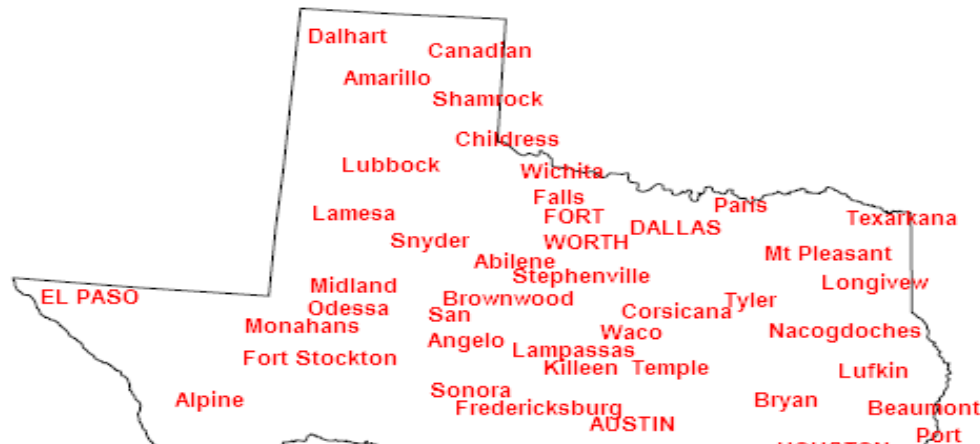 Dalhart
Canadian
Amarillo
Shamrock
Childress
Lubbock
Wichita
Falls
Paris
Lamesa
FORT
WORTH
DALLAS
Texarkana
Snyder
Mt Pleasant
Abilene
Stephenville
Midland
Longivew
EL PASO
Brownwood
Tyler
Odessa
San
Angelo
Corsicana
Monahans
Waco
Nacogdoches
Lampassas
Fort Stockton
Killeen
Temple
Lufkin
Sonora
Alpine
Fredericksburg
Bryan
Beaumont
AUSTIN
Port